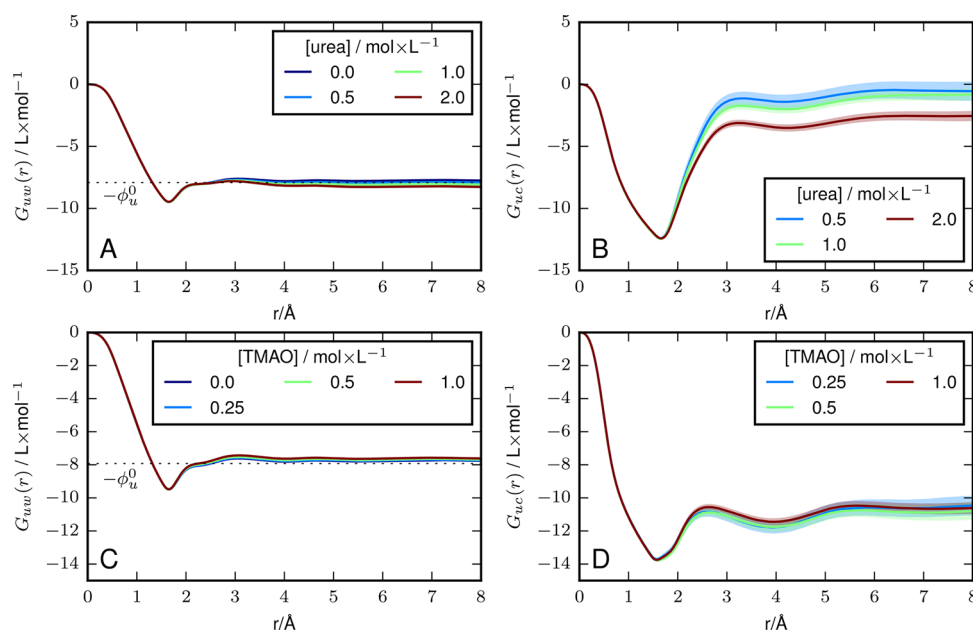 5
0
−5
−10
−15
G_uw(r) / L×mol⁻¹
[urea] / mol×L⁻¹
0.0 1.0
0.5 2.0
−ϕ_u⁰
A
0 1 2 3 4 5 6 7 8
r/Å
5
0
−5
−10
−15
G_uc(r) / L×mol⁻¹
[urea] / mol×L⁻¹
0.5 2.0
1.0
B
0 1 2 3 4 5 6 7 8
r/Å
0
−2
−4
−6
−8
−10
−12
−14
G_uw(r) / L×mol⁻¹
[TMAO] / mol×L⁻¹
0.0 0.5 1.0
0.25
−ϕ_u⁰
C
0 1 2 3 4 5 6 7 8
r/Å
0
−2
−4
−6
−8
−10
−12
−14
G_uc(r) / L×mol⁻¹
[TMAO] / mol×L⁻¹
0.25 1.0
0.5
D
0 1 2 3 4 5 6 7 8
r/Å